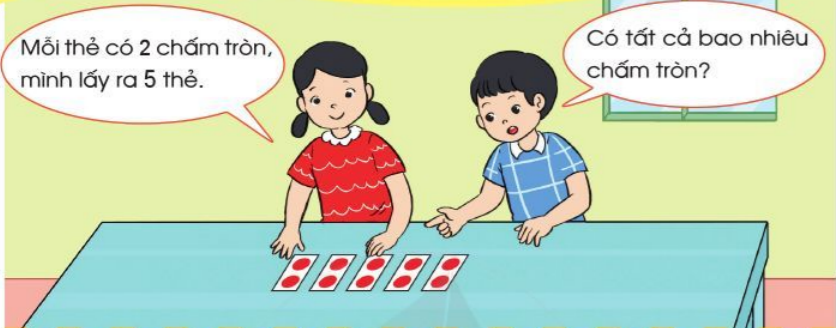 Mỗi thẻ có 2 chấm tròn,
mình lấy ra 5 thẻ.
Có tất cả bao nhiêu
chấm tròn?